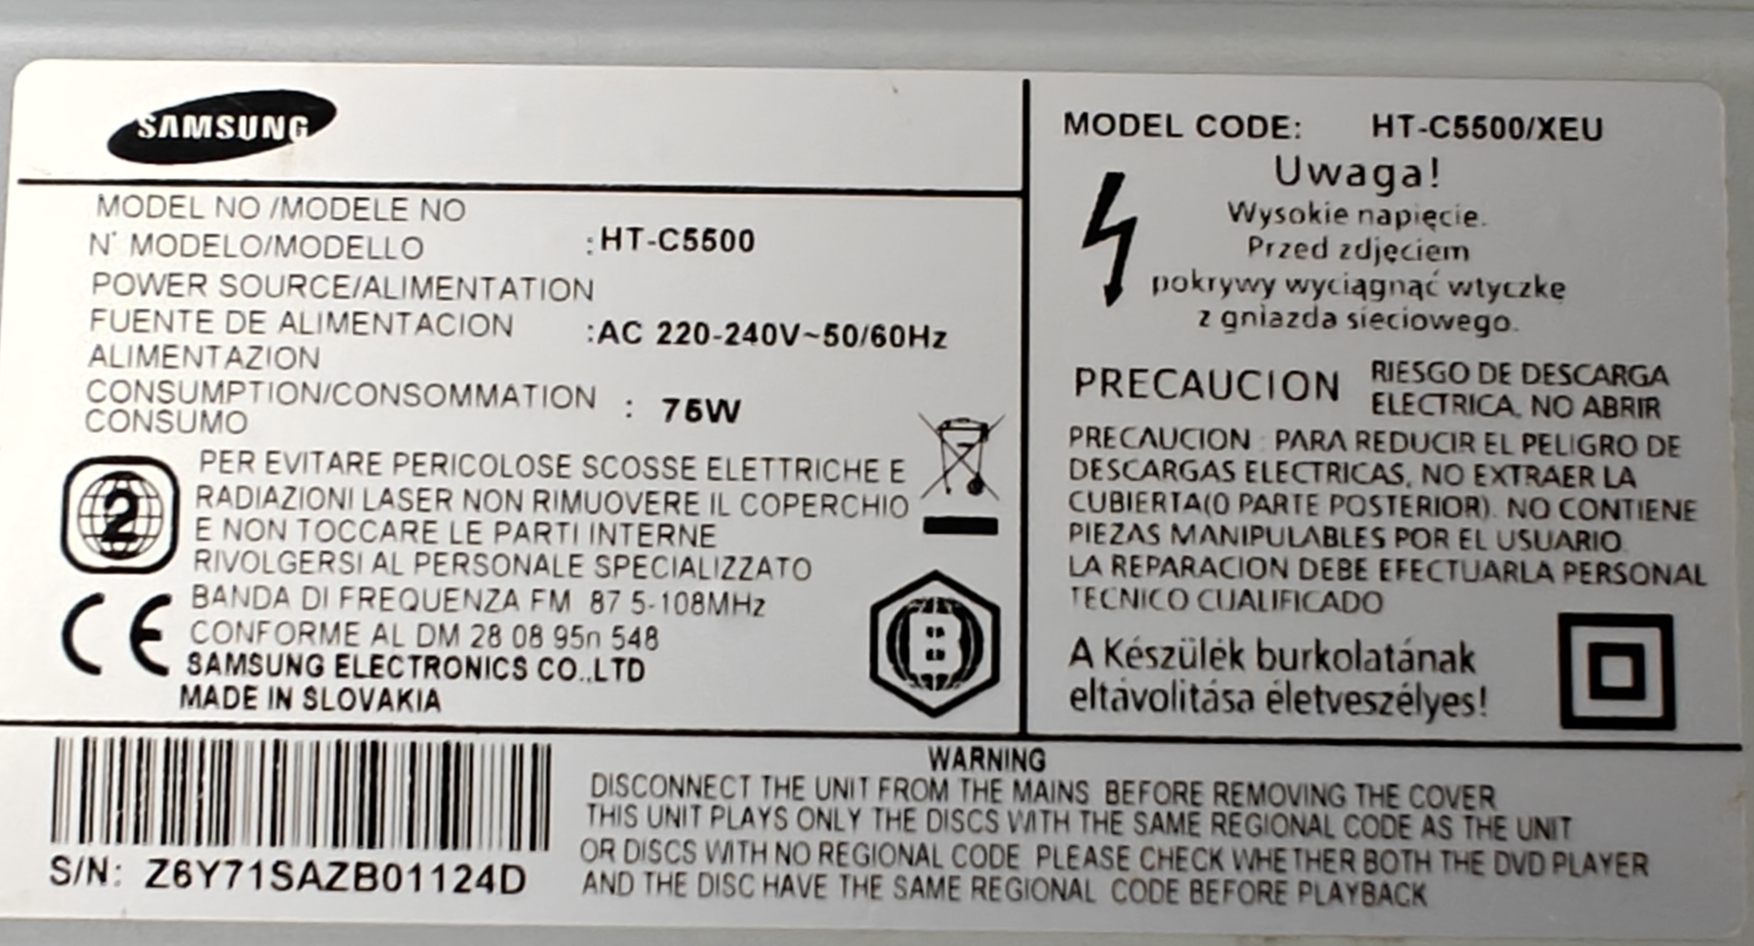 SAMSUNG
MODEL NO /MODELE NO
N° MODELO/MODELLO :HT-C5500
POWER SOURCE/ALIMENTATION
FUENTE DE ALIMENTACION :AC 220-240V~50/60Hz
ALIMENTAZION
CONSUMPTION/CONSOMMATION : 75W
CONSUMO
2
PER EVITARE PERICOLOSE SCOSSE ELETTRICHE E
RADIAZIONI LASER NON RIMUOVERE IL COPERCHIO
E NON TOCCARE LE PARTI INTERNE
RIVOLGERSI AL PERSONALE SPECIALIZZATO
BANDA DI FREQUENZA FM 87 5-108MHz
CONFORME AL DM 28 08 95n 548
SAMSUNG ELECTRONICS CO.,LTD
MADE IN SLOVAKIA
CE
B
MODEL CODE: HT-C5500/XEU
Uwaga!
Wysokie napięcie.
Przed zdjęciem
pokrywy wyciągnąć wtyczkę
z gniazda sieciowego.
PRECAUCION RIESGO DE DESCARGA
ELECTRICA, NO ABRIR
PRECAUCION : PARA REDUCIR EL PELIGRO DE
DESCARGAS ELECTRICAS, NO EXTRAER LA
CUBIERTA(O PARTE POSTERIOR). NO CONTIENE
PIEZAS MANIPULABLES POR EL USUARIO.
LA REPARACION DEBE EFECTUARLA PERSONAL
TECNICO CUALIFICADO
A Készülék burkolatának
eltávolitása életveszélyes!
S/N: Z6Y71SAZB01124D
WARNING
DISCONNECT THE UNIT FROM THE MAINS BEFORE REMOVING THE COVER
THIS UNIT PLAYS ONLY THE DISCS WITH THE SAME REGIONAL CODE AS THE UNIT
OR DISCS WITH NO REGIONAL CODE PLEASE CHECK WHETHER BOTH THE DVD PLAYER
AND THE DISC HAVE THE SAME REGIONAL CODE BEFORE PLAYBACK